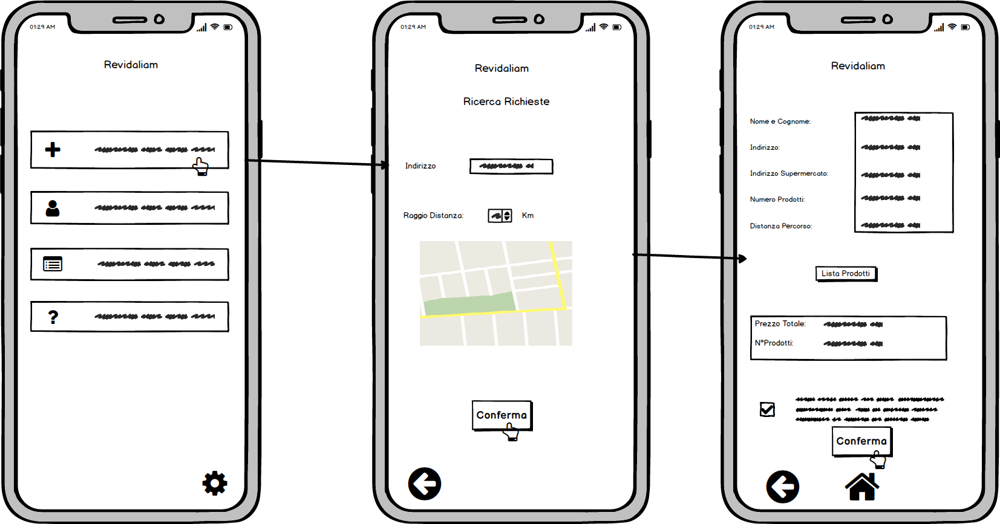 01:29 AM
Revidaliam
?
01:29 AM
Revidaliam
Ricerca Richieste
Indirizzo
Raggio Distanza:
Km
Conferma
01:29 AM
Revidaliam
Nome e Cognome:
Indirizzo:
Indirizzo Supermercato:
Numero Prodotti:
Distanza Percorso:
Lista Prodotti
Prezzo Totale:
N°Prodotti:
Conferma